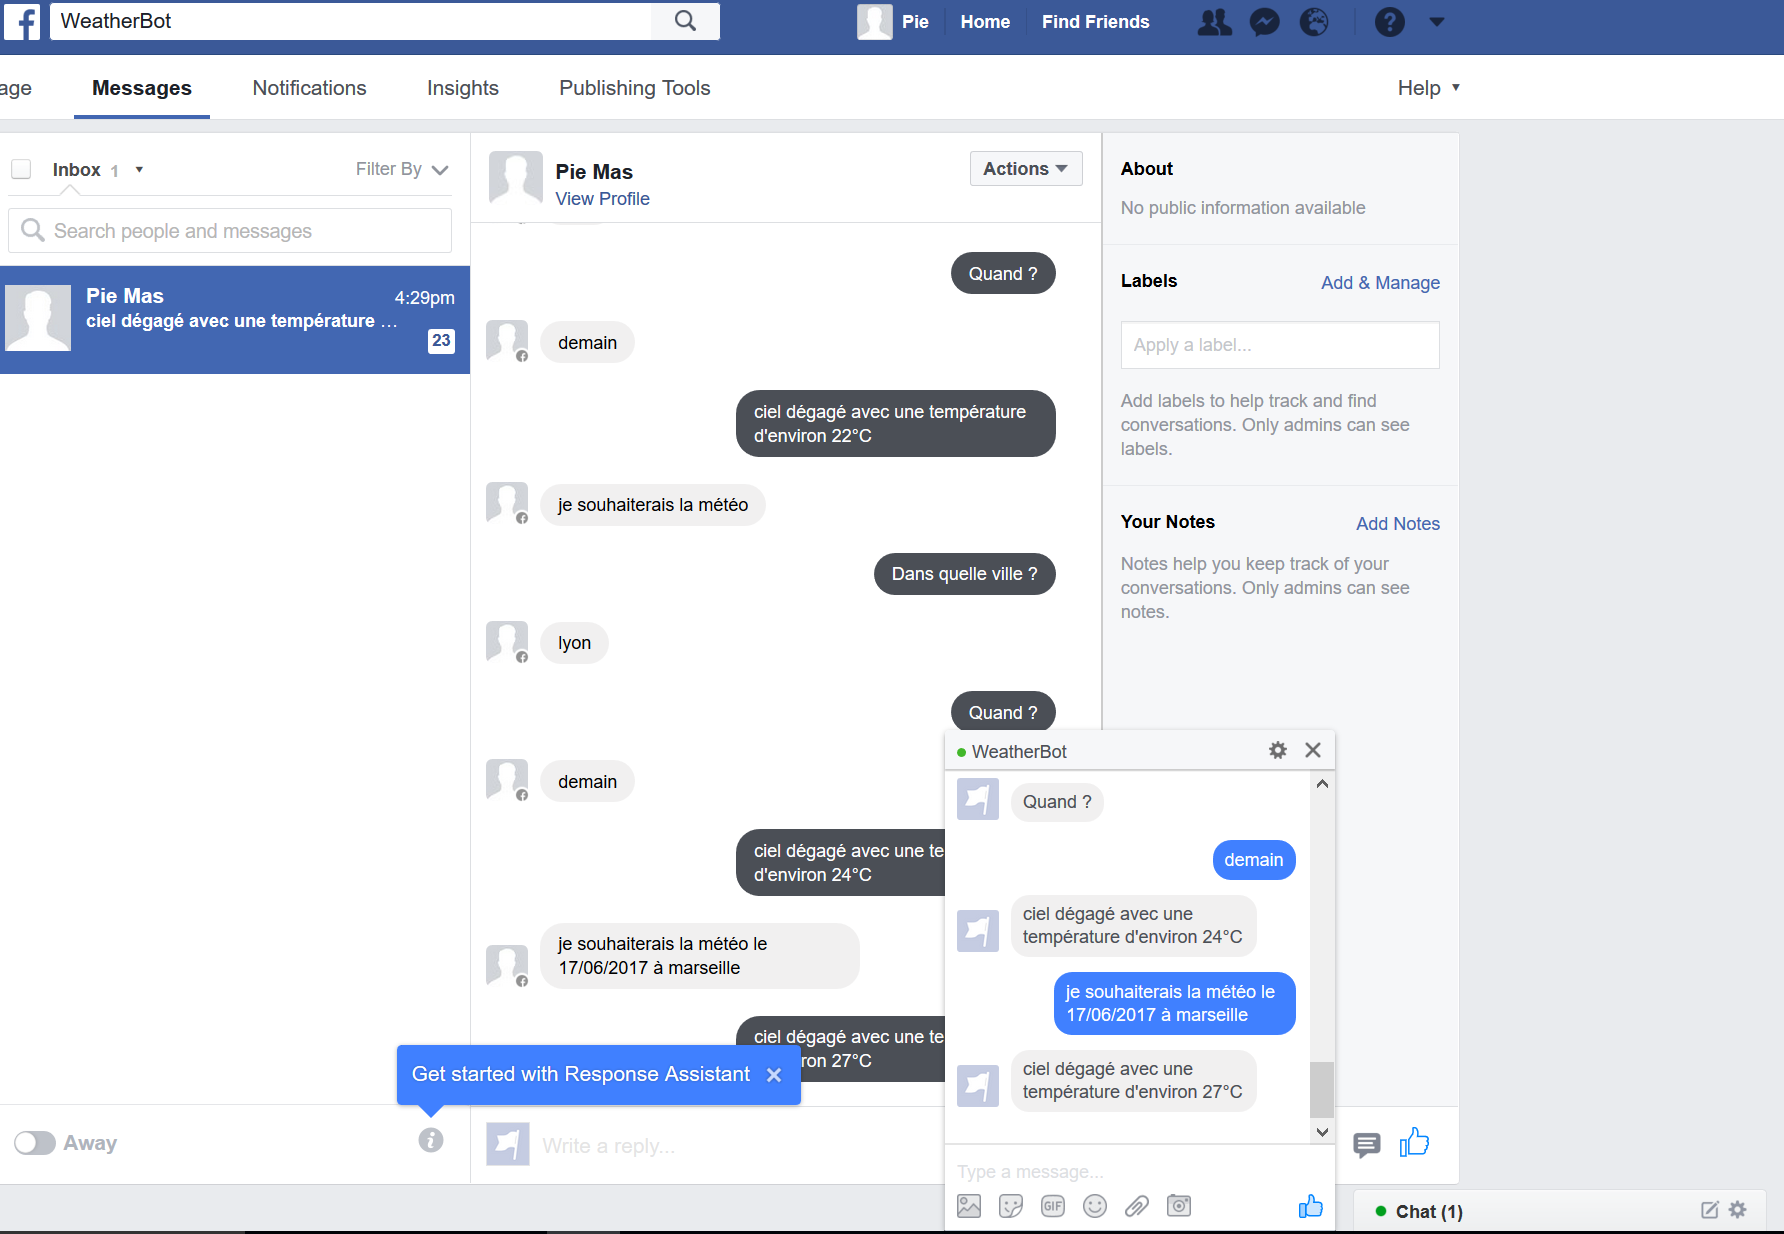 WeatherBot
Pie
Home
Find Friends
age
Messages
Notifications
Insights
Publishing Tools
Help
Inbox 1
Filter By
Search people and messages
Pie Mas
4:29pm
ciel dégagé avec une température ...
23
Get started with Response Assistant
Away
Pie Mas
View Profile
Actions
Quand ?
demain
ciel dégagé avec une température
d'environ 22°C
je souhaiterais la météo
Dans quelle ville ?
lyon
Quand ?
demain
ciel dégagé avec une te
d'environ 24°C
je souhaiterais la météo le
17/06/2017 à marseille
ciel dégagé avec une te
ron 27°C
Write a reply...
About
No public information available
Labels
Add & Manage
Apply a label...
Add labels to help track and find
conversations. Only admins can see
labels.
Your Notes
Add Notes
Notes help you keep track of your
conversations. Only admins can see
notes.
WeatherBot
Quand ?
demain
ciel dégagé avec une
température d'environ 24°C
je souhaiterais la météo le
17/06/2017 à marseille
ciel dégagé avec une
température d'environ 27°C
Type a message...
GIF
Chat (1)